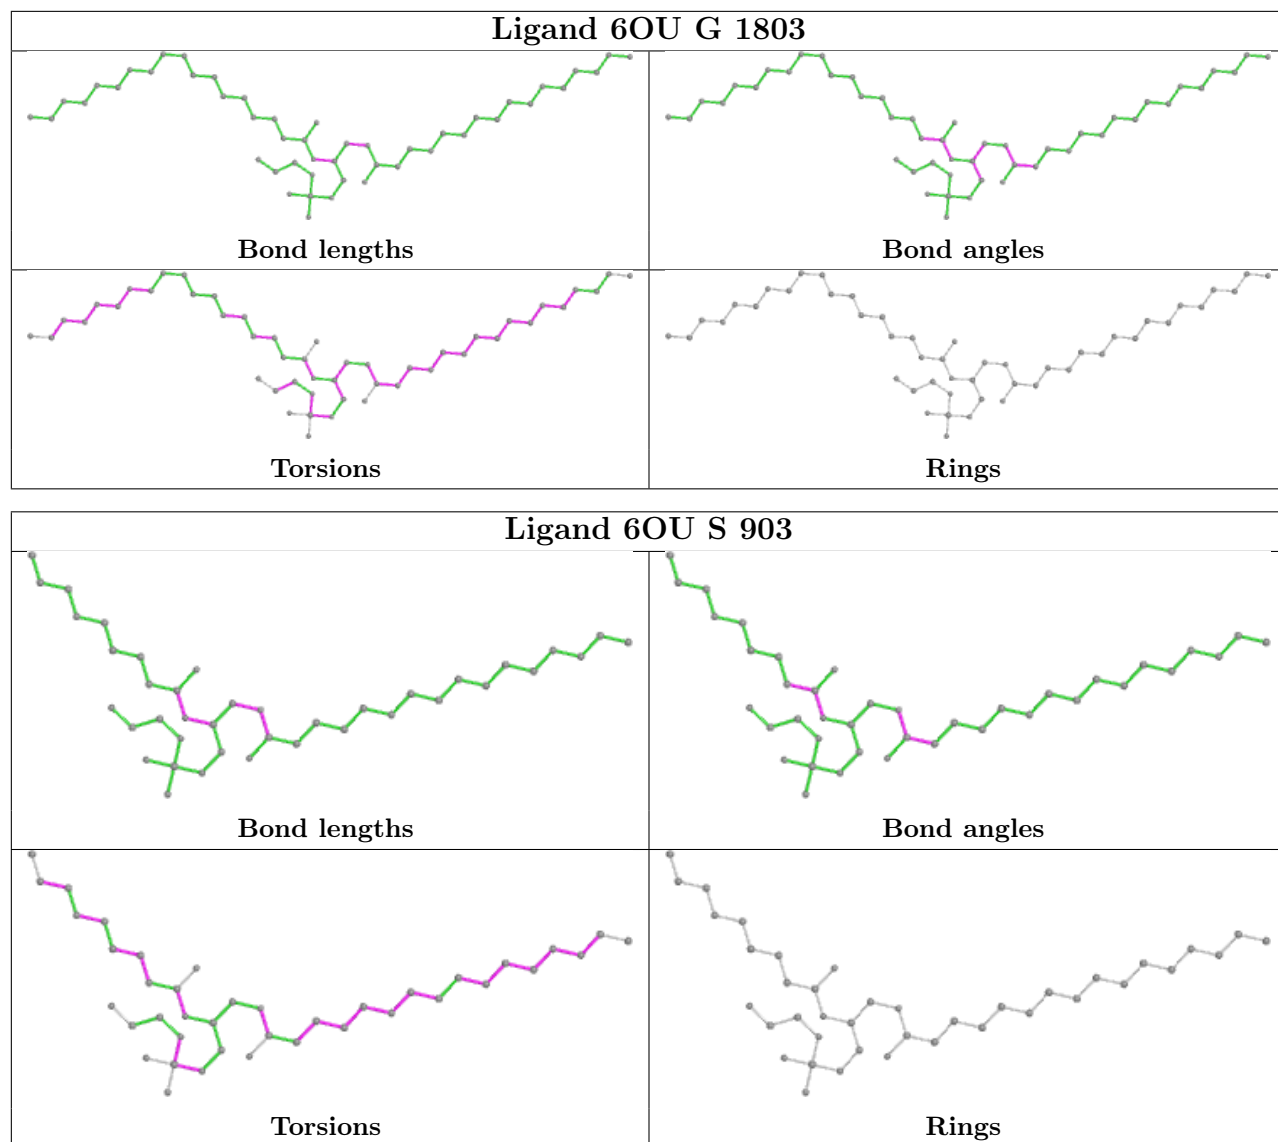 Ligand 6OU G 1803
Bond lengths
Bond angles
Torsions
Rings
Ligand 6OU S 903
Bond lengths
Bond angles
Torsions
Rings